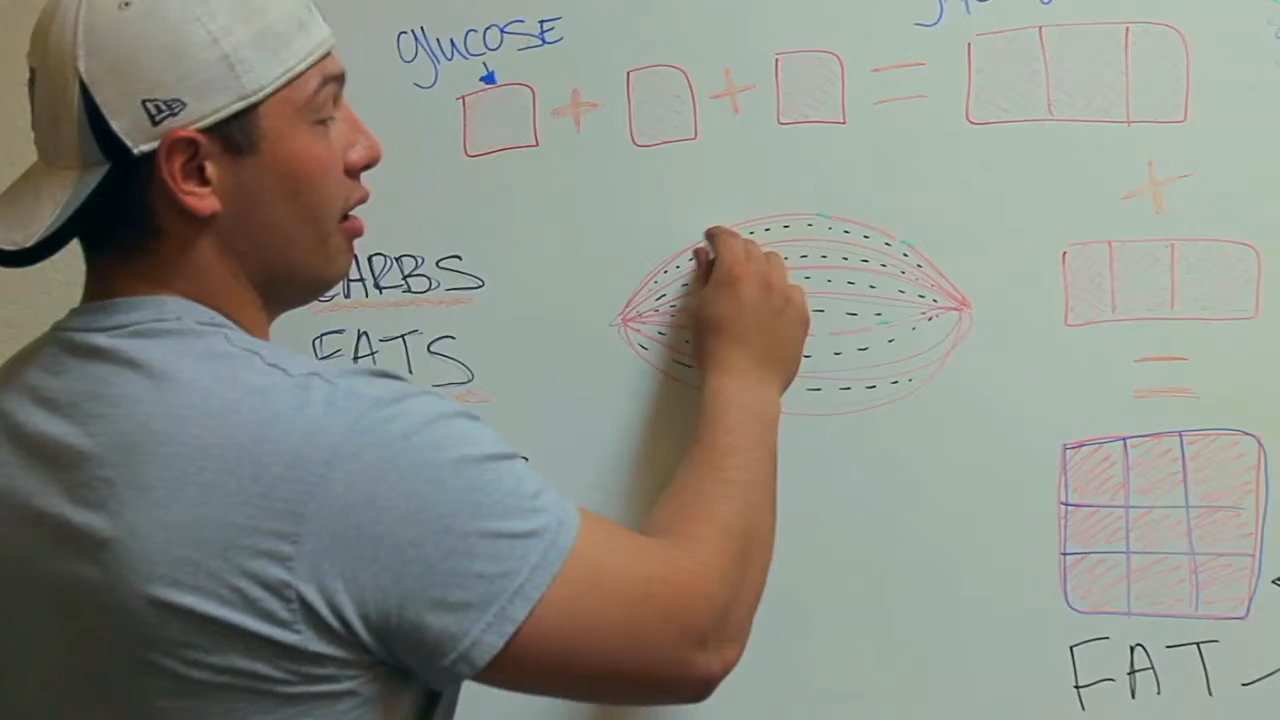 glucose
+ + =
+
CARBS
FATS
=
FAT -